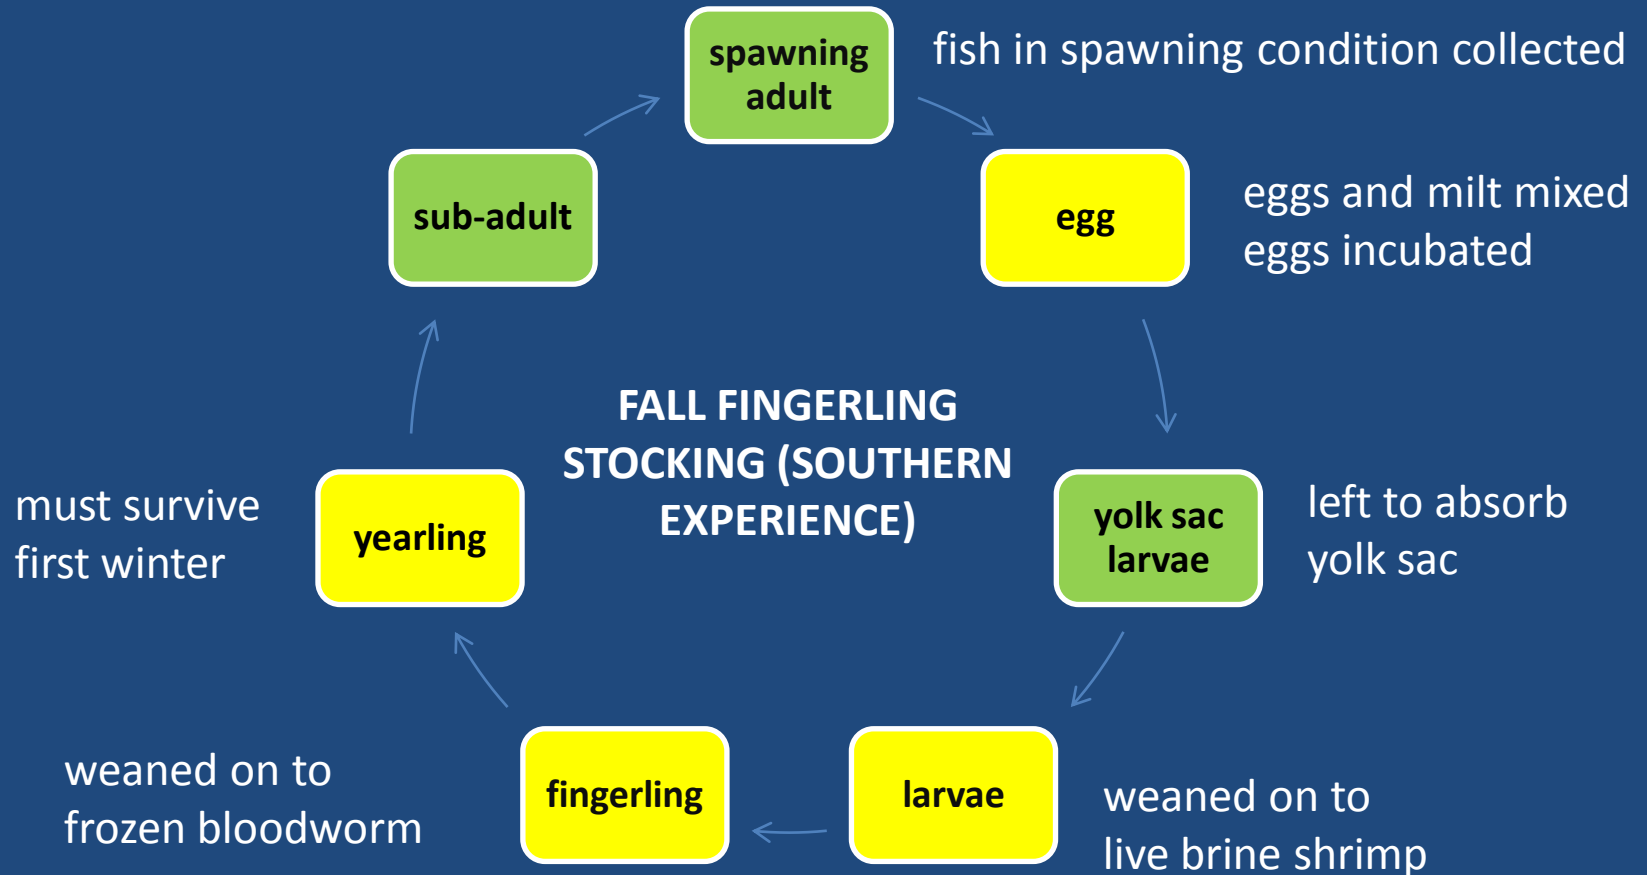 spawning
adult
fish in spawning condition collected
egg
eggs and milt mixed
eggs incubated
yolk sac
larvae
left to absorb
yolk sac
larvae
weaned on to
live brine shrimp
fingerling
weaned on to
frozen bloodworm
yearling
must survive
first winter
sub-adult
FALL FINGERLING
STOCKING (SOUTHERN
EXPERIENCE)